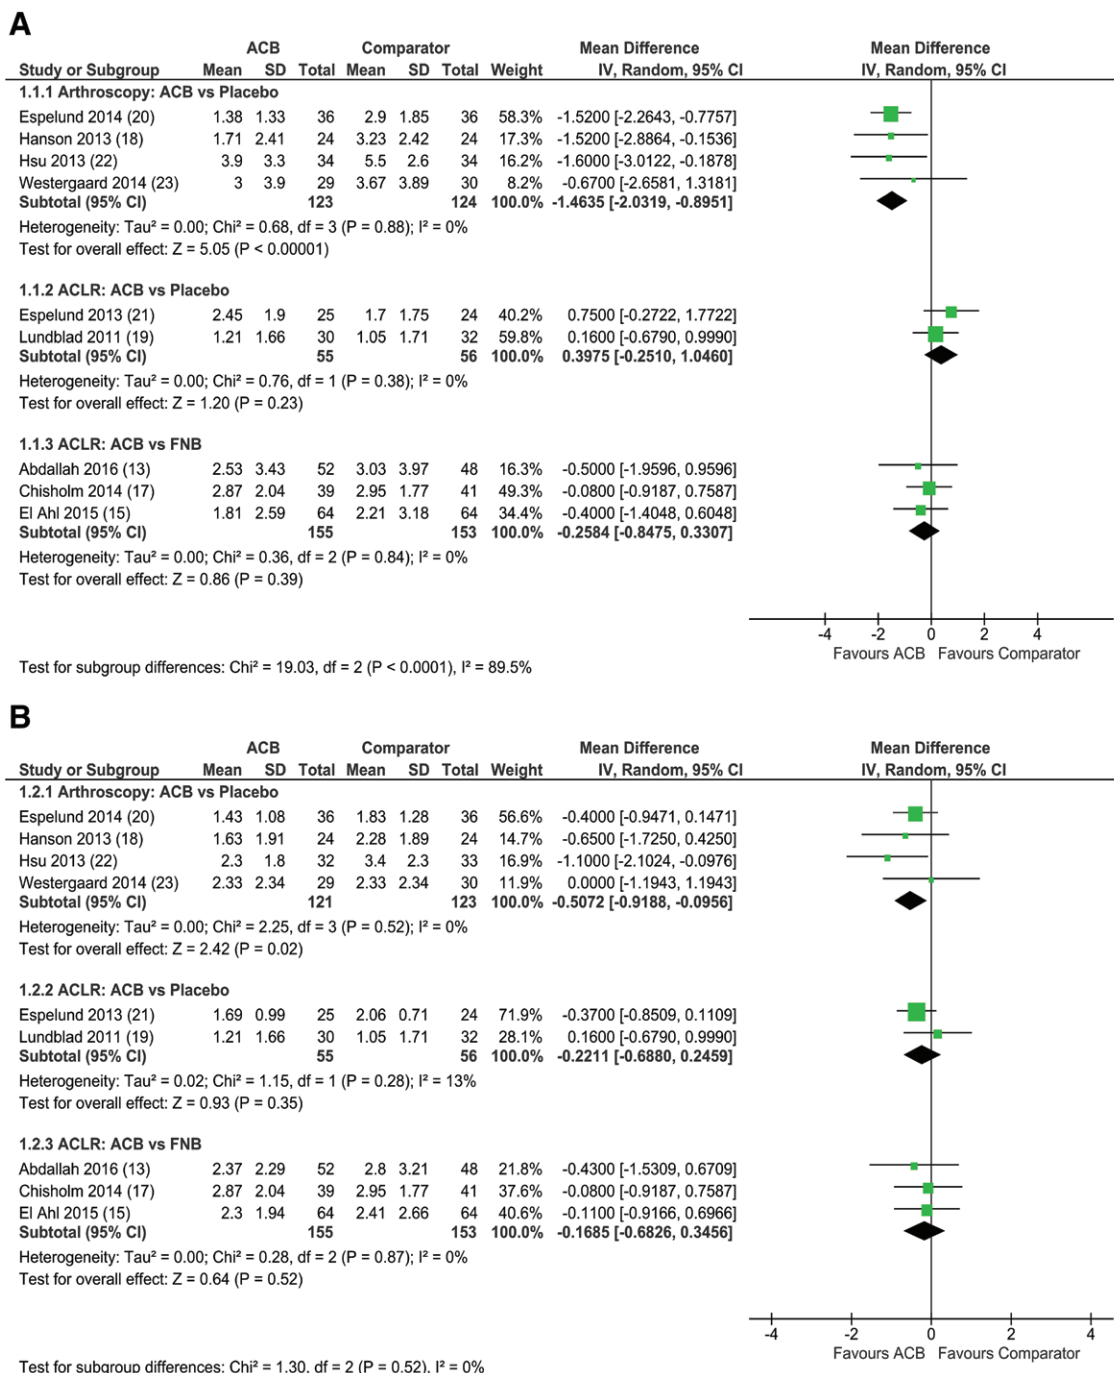 A
ACB Comparator Mean Difference Mean Difference
Study or Subgroup Mean SD Total Mean SD Total Weight IV, Random, 95% CI IV, Random, 95% CI
1.1.1 Arthroscopy: ACB vs Placebo
Espelund 2014 (20) 1.38 1.33 36 2.9 1.85 36 58.3% -1.5200 [-2.2643, -0.7757]
Hanson 2013 (18) 1.71 2.41 24 3.23 2.42 24 17.3% -1.5200 [-2.8864, -0.1536]
Hsu 2013 (22) 3.9 3.3 34 5.5 2.6 34 16.2% -1.6000 [-3.0122, -0.1878]
Westergaard 2014 (23) 3 3.9 29 3.67 3.89 30 8.2% -0.6700 [-2.6581, 1.3181]
Subtotal (95% CI) 123 124 100.0% -1.4635 [-2.0319, -0.8951]
Heterogeneity: Tau² = 0.00; Chi² = 0.68, df = 3 (P = 0.88); I² = 0%
Test for overall effect: Z = 5.05 (P < 0.00001)
1.1.2 ACLR: ACB vs Placebo
Espelund 2013 (21) 2.45 1.9 25 1.7 1.75 24 40.2% 0.7500 [-0.2722, 1.7722]
Lundblad 2011 (19) 1.21 1.66 30 1.05 1.71 32 59.8% 0.1600 [-0.6790, 0.9990]
Subtotal (95% CI) 55 56 100.0% 0.3975 [-0.2510, 1.0460]
Heterogeneity: Tau² = 0.00; Chi² = 0.76, df = 1 (P = 0.38); I² = 0%
Test for overall effect: Z = 1.20 (P = 0.23)
1.1.3 ACLR: ACB vs FNB
Abdallah 2016 (13) 2.53 3.43 52 3.03 3.97 48 16.3% -0.5000 [-1.9596, 0.9596]
Chisholm 2014 (17) 2.87 2.04 39 2.95 1.77 41 49.3% -0.0800 [-0.9187, 0.7587]
El Ahl 2015 (15) 1.81 2.59 64 2.21 3.18 64 34.4% -0.4000 [-1.4048, 0.6048]
Subtotal (95% CI) 155 153 100.0% -0.2584 [-0.8475, 0.3307]
Heterogeneity: Tau² = 0.00; Chi² = 0.36, df = 2 (P = 0.84); I² = 0%
Test for overall effect: Z = 0.86 (P = 0.39)
-4 -2 0 2 4
Favours ACB Favours Comparator
Test for subgroup differences: Chi² = 19.03, df = 2 (P < 0.0001), I² = 89.5%
B
ACB Comparator Mean Difference Mean Difference
Study or Subgroup Mean SD Total Mean SD Total Weight IV, Random, 95% CI IV, Random, 95% CI
1.2.1 Arthroscopy: ACB vs Placebo
Espelund 2014 (20) 1.43 1.08 36 1.83 1.28 36 56.6% -0.4000 [-0.9471, 0.1471]
Hanson 2013 (18) 1.63 1.91 24 2.28 1.89 24 14.7% -0.6500 [-1.7250, 0.4250]
Hsu 2013 (22) 2.3 1.8 32 3.4 2.3 33 16.9% -1.1000 [-2.1024, -0.0976]
Westergaard 2014 (23) 2.33 2.34 29 2.33 2.34 30 11.9% 0.0000 [-1.1943, 1.1943]
Subtotal (95% CI) 121 123 100.0% -0.5072 [-0.9188, -0.0956]
Heterogeneity: Tau² = 0.00; Chi² = 2.25, df = 3 (P = 0.52); I² = 0%
Test for overall effect: Z = 2.42 (P = 0.02)
1.2.2 ACLR: ACB vs Placebo
Espelund 2013 (21) 1.69 0.99 25 2.06 0.71 24 71.9% -0.3700 [-0.8509, 0.1109]
Lundblad 2011 (19) 1.21 1.66 30 1.05 1.71 32 28.1% 0.1600 [-0.6790, 0.9990]
Subtotal (95% CI) 55 56 100.0% -0.2211 [-0.6880, 0.2459]
Heterogeneity: Tau² = 0.02; Chi² = 1.15, df = 1 (P = 0.28); I² = 13%
Test for overall effect: Z = 0.93 (P = 0.35)
1.2.3 ACLR: ACB vs FNB
Abdallah 2016 (13) 2.37 2.29 52 2.8 3.21 48 21.8% -0.4300 [-1.5309, 0.6709]
Chisholm 2014 (17) 2.87 2.04 39 2.95 1.77 41 37.6% -0.0800 [-0.9187, 0.7587]
El Ahl 2015 (15) 2.3 1.94 64 2.41 2.66 64 40.6% -0.1100 [-0.9166, 0.6966]
Subtotal (95% CI) 155 153 100.0% -0.1685 [-0.6826, 0.3456]
Heterogeneity: Tau² = 0.00; Chi² = 0.28, df = 2 (P = 0.87); I² = 0%
Test for overall effect: Z = 0.64 (P = 0.52)
-4 -2 0 2 4
Favours ACB Favours Comparator
Test for subgroup differences: Chi² = 1.30, df = 2 (P = 0.52), I² = 0%